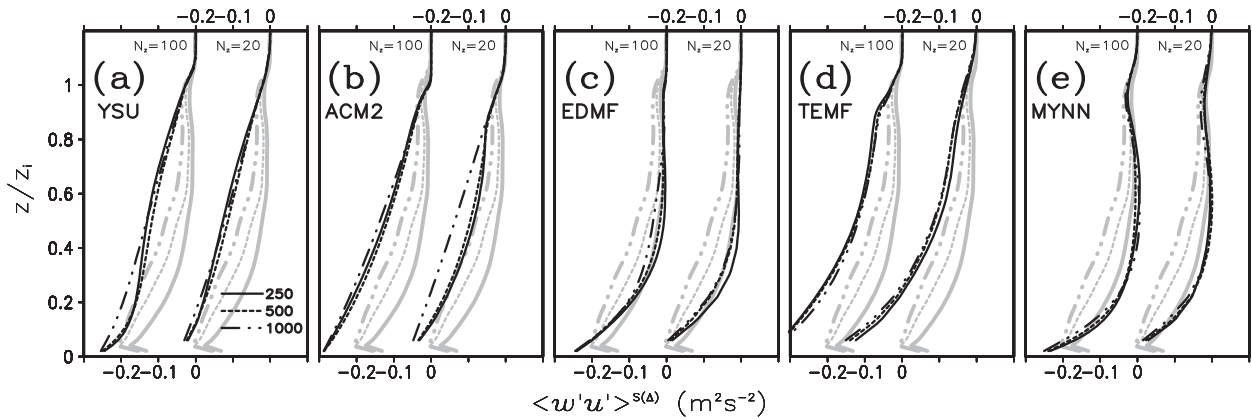 −0.2−0.1 0 −0.2−0.1 0 −0.2−0.1 0 −0.2−0.1 0 −0.2−0.1 0
N_z=100 N_z=20 N_z=100 N_z=20 N_z=100 N_z=20 N_z=100 N_z=20 N_z=100 N_z=20
(a) (b) (c) (d) (e)
YSU ACM2 EDMF TEMF MYNN
1
0.8
0.6
0.4
0.2
0
z/z_i
250
500
1000
−0.2−0.1 0 −0.2−0.1 0 −0.2−0.1 0 −0.2−0.1 0 −0.2−0.1 0
<w'u'>^S(Δ) (m²s⁻²)